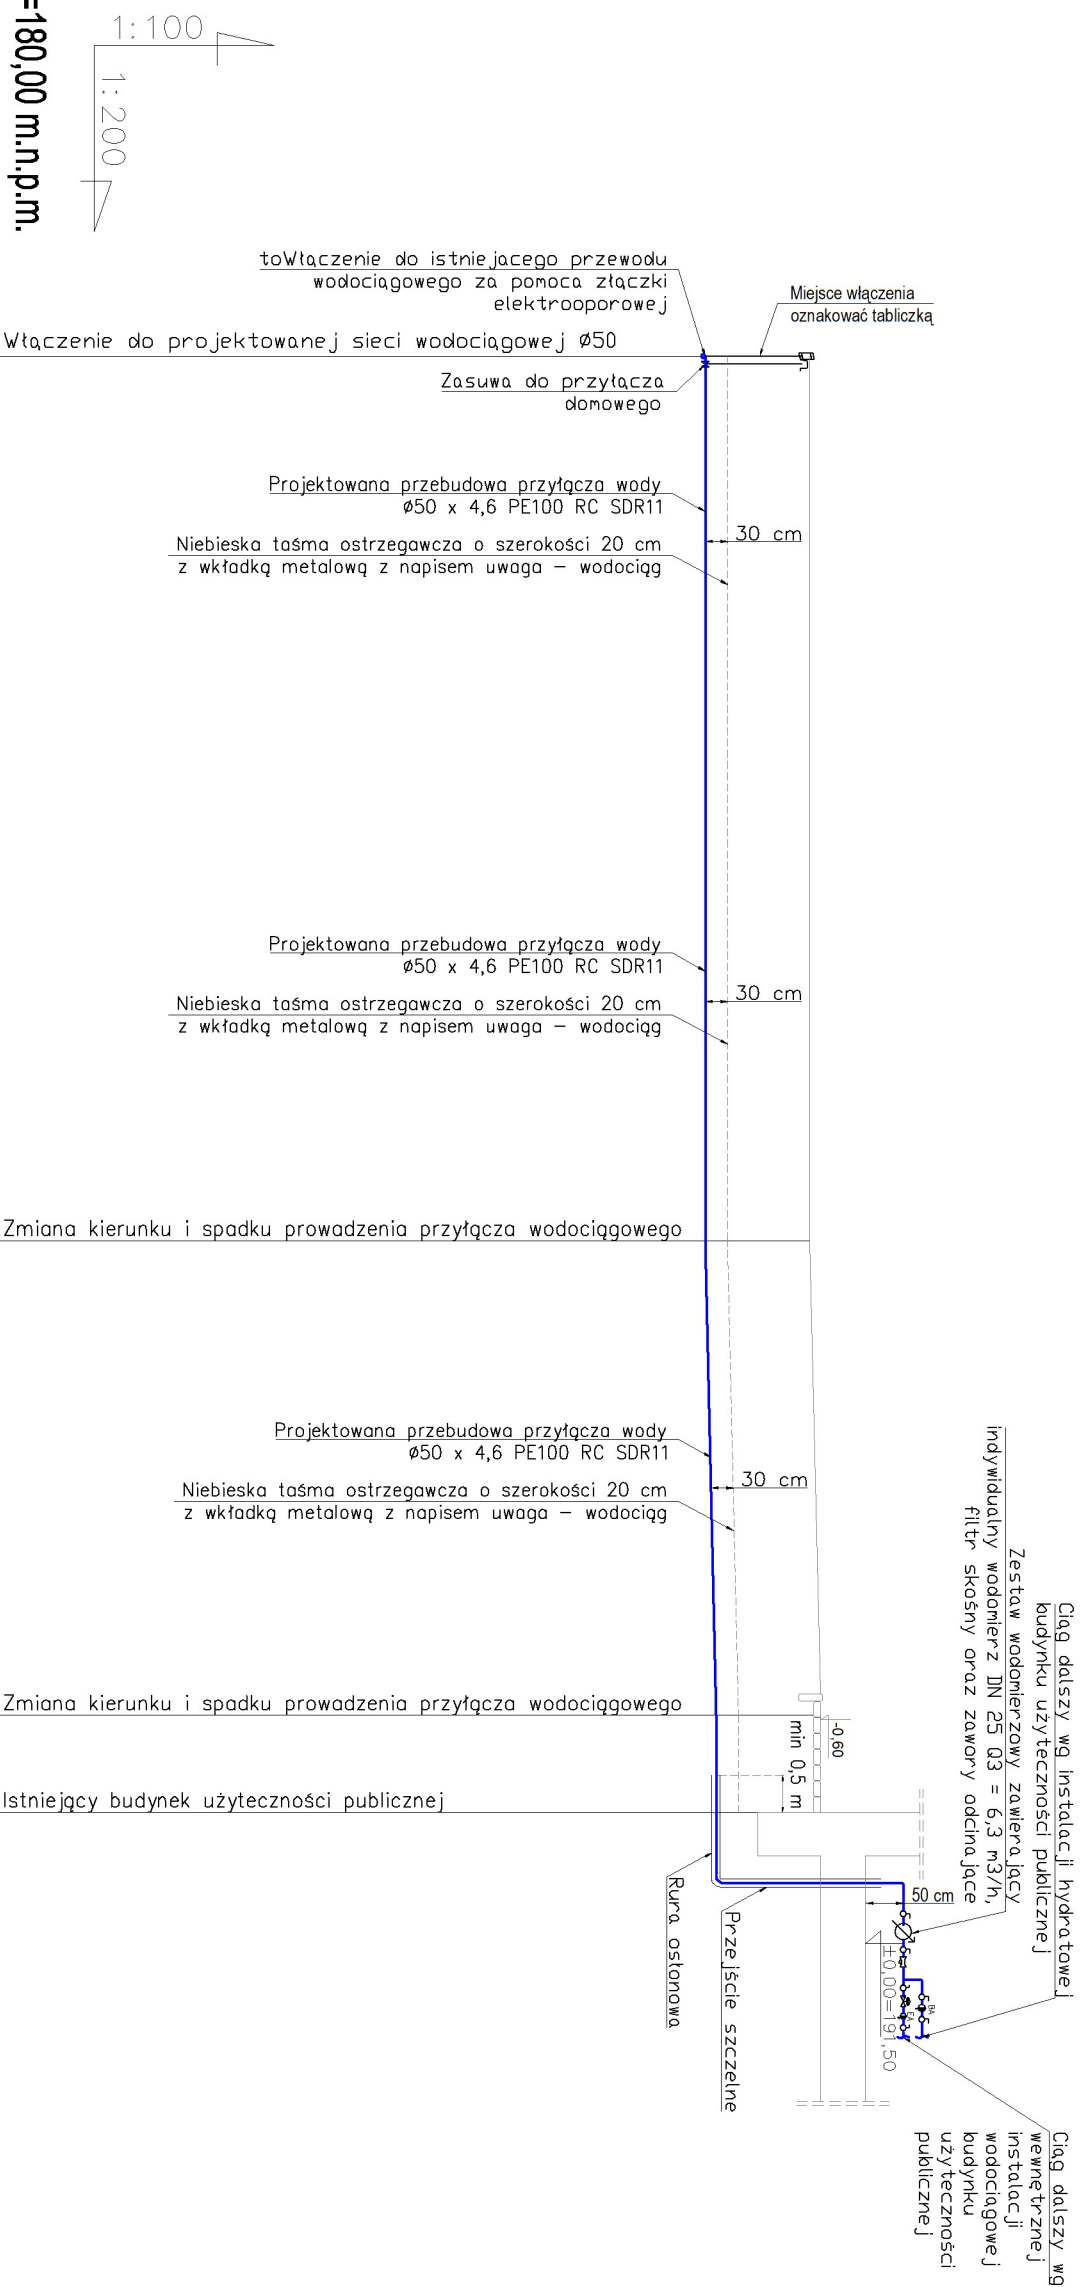 1:100
1:200
=180,00 m.n.p.m.
toWłączenie do istniejacego przewodu
wodociągowego za pomoca złączki
elektrooporowej
Miejsce włączenia
oznakować tabliczką
Włączenie do projektowanej sieci wodociągowej Ø50
Zasuwa do przyłącza
domowego
Projektowana przebudowa przyłącza wody
Ø50 x 4,6 PE100 RC SDR11
30 cm
Niebieska taśma ostrzegawcza o szerokości 20 cm
z wkładką metalową z napisem uwaga – wodociąg
Projektowana przebudowa przyłącza wody
Ø50 x 4,6 PE100 RC SDR11
30 cm
Niebieska taśma ostrzegawcza o szerokości 20 cm
z wkładką metalową z napisem uwaga – wodociąg
Zmiana kierunku i spadku prowadzenia przyłącza wodociągowego
Projektowana przebudowa przyłącza wody
Ø50 x 4,6 PE100 RC SDR11
30 cm
Niebieska taśma ostrzegawcza o szerokości 20 cm
z wkładką metalową z napisem uwaga – wodociąg
Ciąg dalszy wg instalacji hydratowej
budynku użyteczności publicznej
Zestaw wodomierzowy zawierający
indywidualny wodomierz DN 25 Q3 = 6,3 m3/h,
filtr skośny oraz zawory odcinające
Zmiana kierunku i spadku prowadzenia przyłącza wodociągowego
-0,60
min 0,5 m
Istniejący budynek użyteczności publicznej
Rura osłonowa
Przejście szczelne
50 cm
±0,00=191,50
BA
EA
Ciąg dalszy wg
wewnętrznej
instalacji
wodociągowej
budynku
użyteczności
publicznej